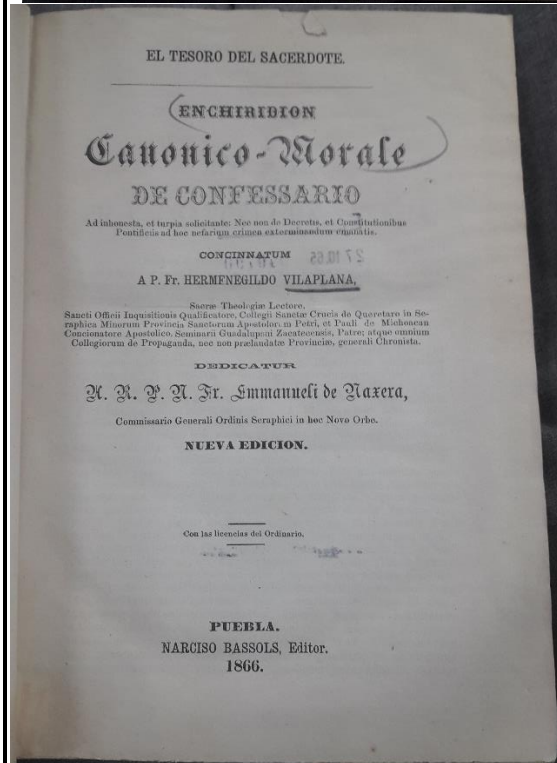 EL TESORO DEL SACERDOTE.
ENCHIRIDION
Canonico-Morale
DE CONFESSARIO
Ad inhonesta, et turpia solicitante: Nec non de Decretis, et Constitutionibus
Pontificis ad hoc nefarium crimen exterminandum emanatis.
CONCINNATUM
27.10.65
A P. Fr. HERMENEGILDO VILAPLANA,
Sacræ Theologiæ Lectore,
Sancti Officii Inquisitionis Qualificatore, Collegii Sanctæ Crucis de Queretaro in Se-
raphica Minorum Provincia Sanctorum Apostolorum Petri, et Pauli de Michoacan
Concionatore Apostolico, Seminarii Guadalupani Zacatecensis, Patre; atque omnium
Collegiorum de Propaganda, nec non prælaudatæ Provinciæ, generali Chronista.
DEDICATUR
A. R. P. N. Fr. Emmanueli de Naxera,
Commissario Generali Ordinis Seraphici in hoc Novo Orbe.
NUEVA EDICION.
Con las licencias del Ordinario.
PUEBLA.
NARCISO BASSOLS, Editor.
1866.